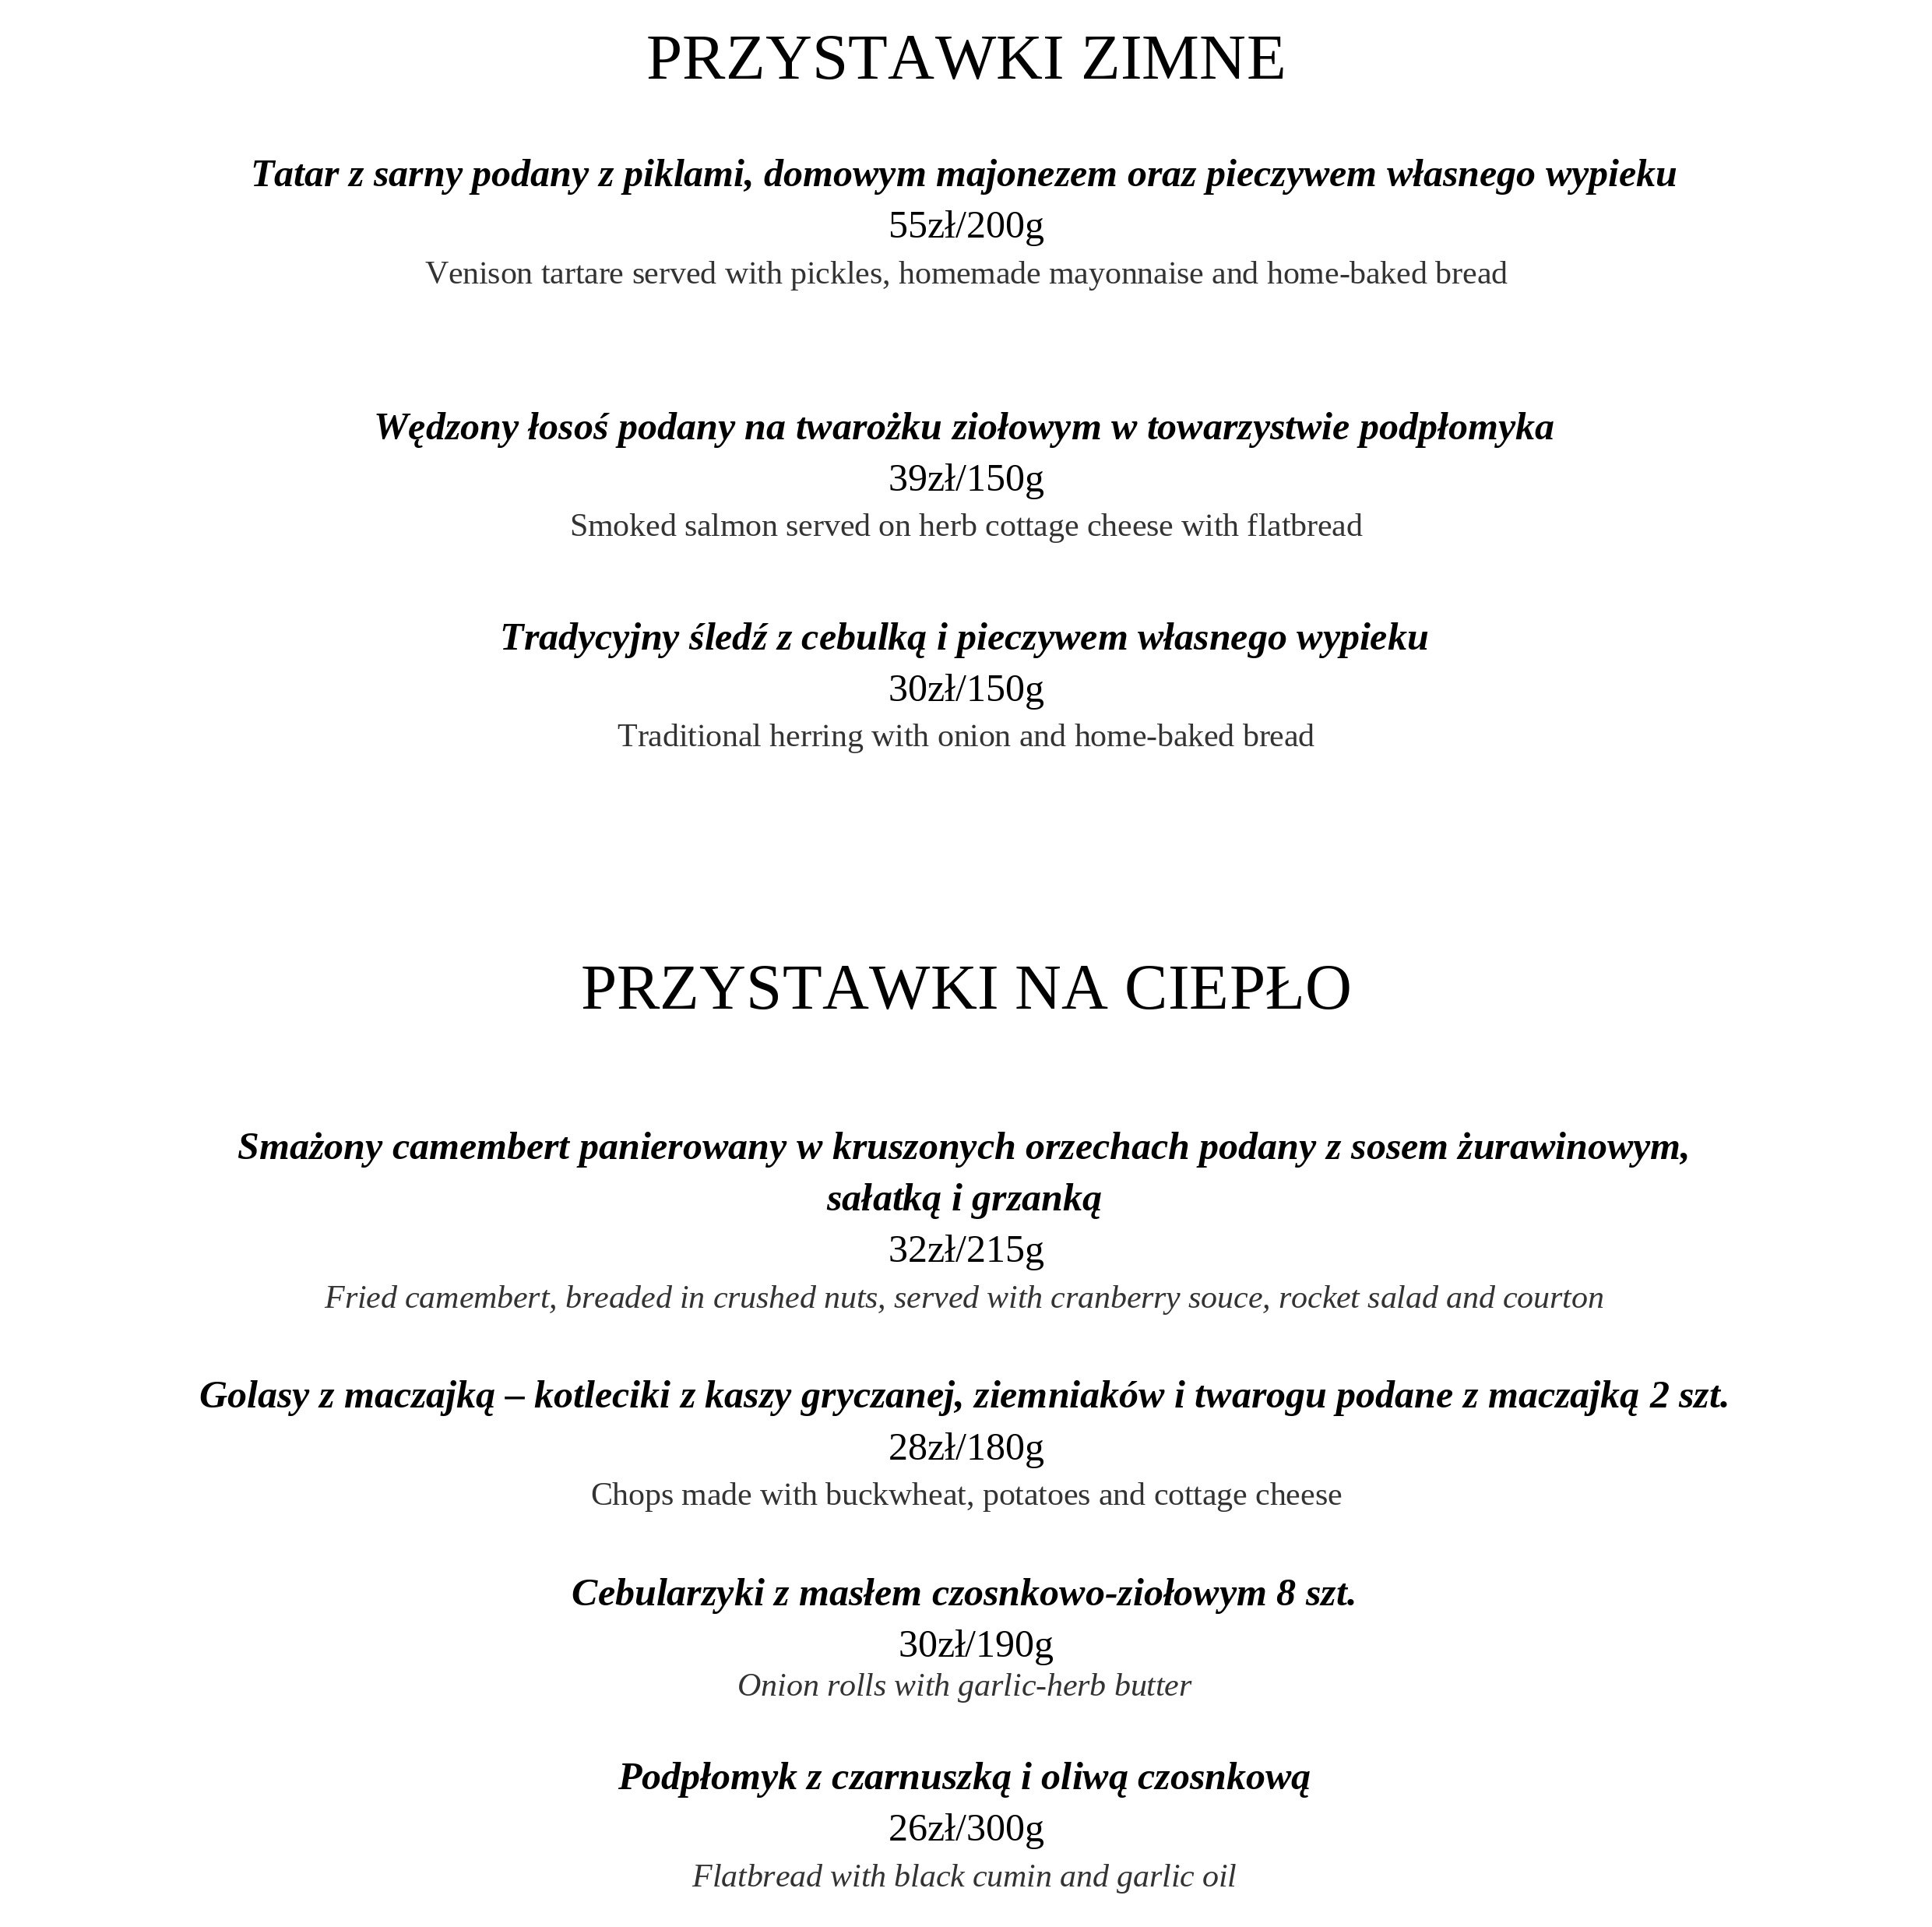 PRZYSTAWKI ZIMNE
Tatar z sarny podany z piklami, domowym majonezem oraz pieczywem własnego wypieku
55zł/200g
Venison tartare served with pickles, homemade mayonnaise and home-baked bread
Wędzony łosoś podany na twarożku ziołowym w towarzystwie podpłomyka
39zł/150g
Smoked salmon served on herb cottage cheese with flatbread
Tradycyjny śledź z cebulką i pieczywem własnego wypieku
30zł/150g
Traditional herring with onion and home-baked bread
PRZYSTAWKI NA CIEPŁO
Smażony camembert panierowany w kruszonych orzechach podany z sosem żurawinowym,
sałatką i grzanką
32zł/215g
Fried camembert, breaded in crushed nuts, served with cranberry souce, rocket salad and courton
Golasy z maczajką – kotleciki z kaszy gryczanej, ziemniaków i twarogu podane z maczajką 2 szt.
28zł/180g
Chops made with buckwheat, potatoes and cottage cheese
Cebularzyki z masłem czosnkowo-ziołowym 8 szt.
30zł/190g
Onion rolls with garlic-herb butter
Podpłomyk z czarnuszką i oliwą czosnkową
26zł/300g
Flatbread with black cumin and garlic oil